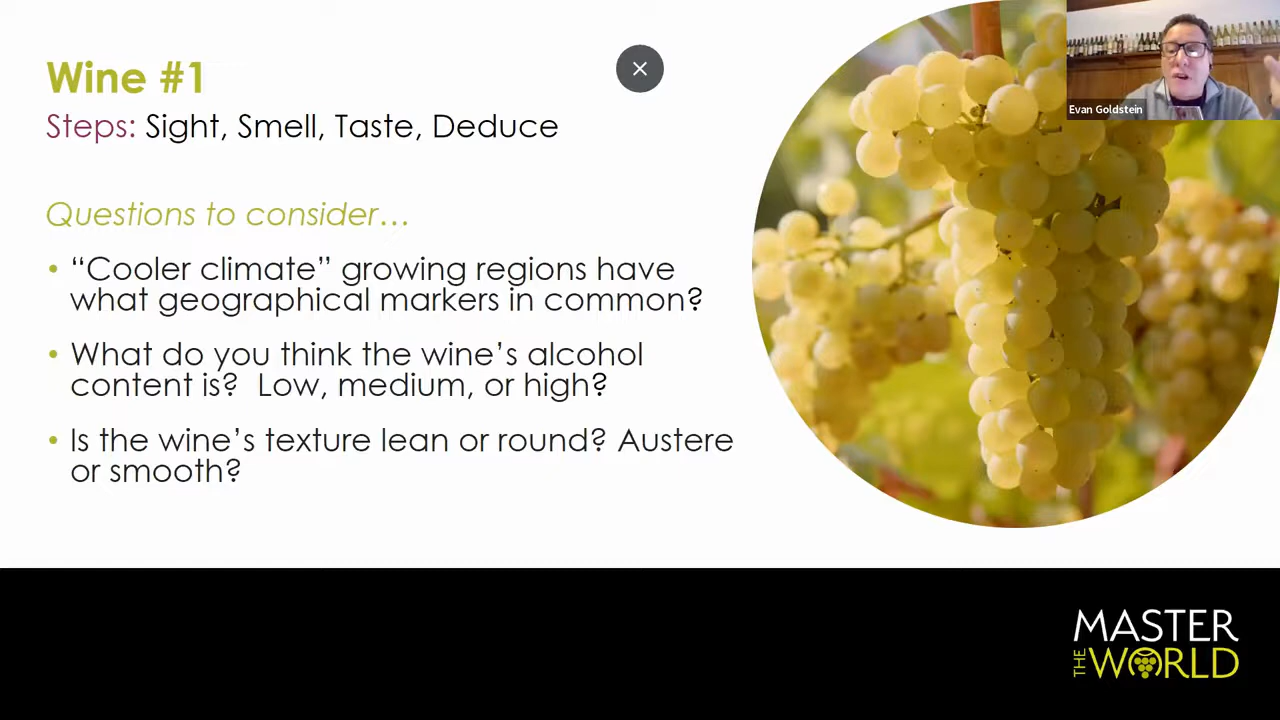 Wine #1
Steps: Sight, Smell, Taste, Deduce
Questions to consider…
• “Cooler climate” growing regions have
what geographical markers in common?
• What do you think the wine’s alcohol
content is?  Low, medium, or high?
• Is the wine’s texture lean or round? Austere
or smooth?
Evan Goldstein
MASTER
THE WORLD